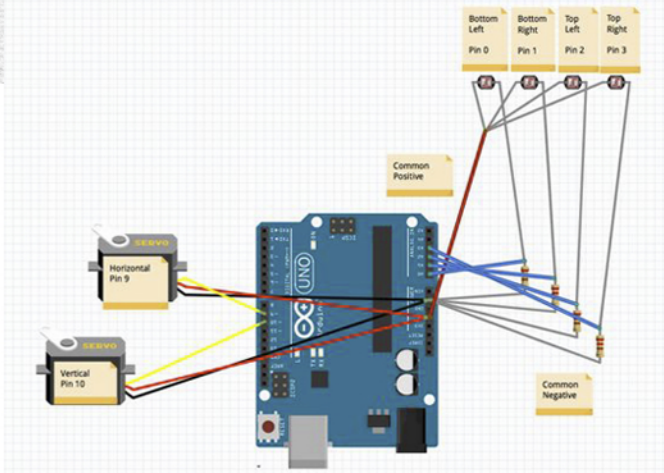 Bottom
Left
Pin 0
Bottom
Right
Pin 1
Top
Left
Pin 2
Top
Right
Pin 3
Common
Positive
SERVO
Horizontal
Pin 9
UNO
SERVO
Vertical
Pin 10
RESET
Common
Negative